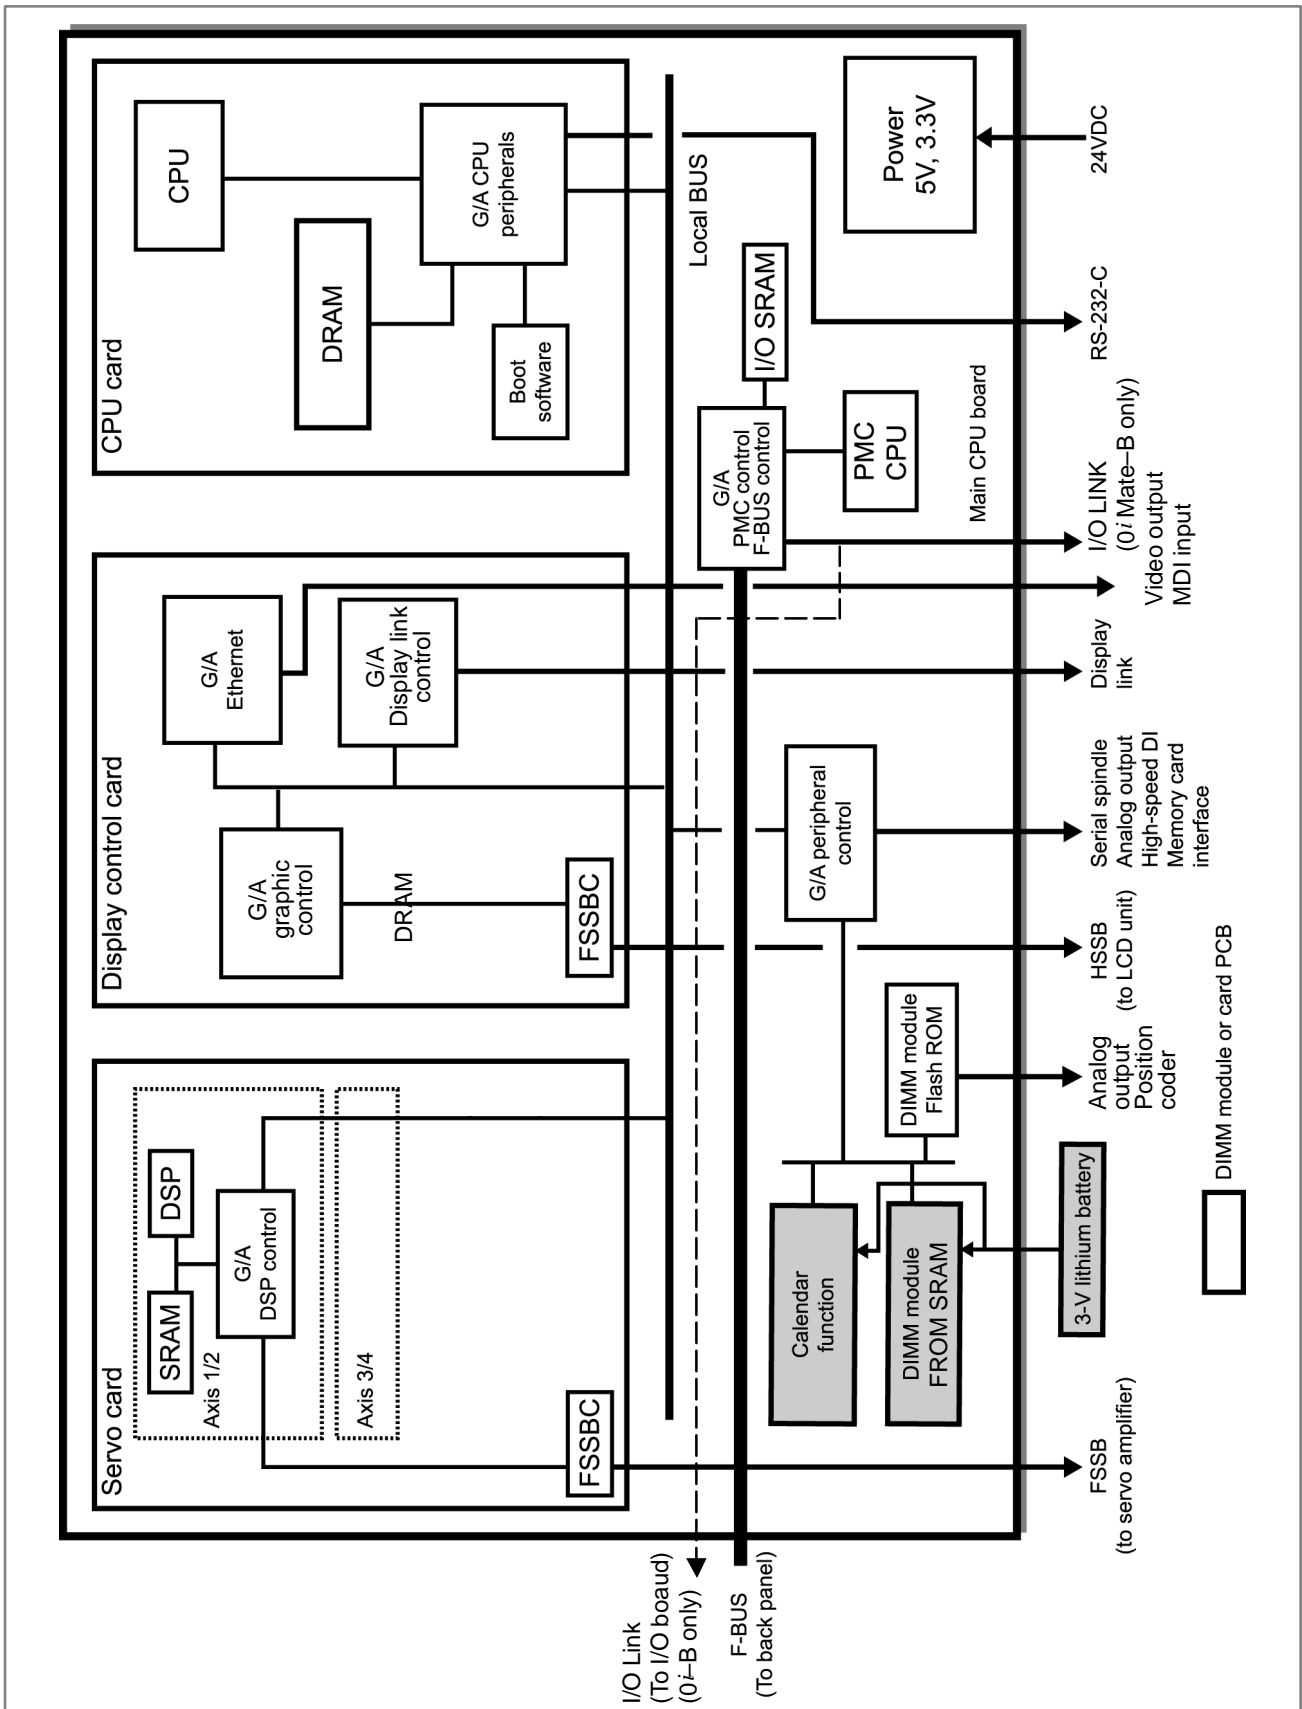 Servo card
SRAM
DSP
G/A
DSP control
Axis 1/2
Axis 3/4
FSSBC
Display control card
G/A
graphic
control
G/A
Ethernet
G/A
Display link
control
DRAM
FSSBC
CPU card
DRAM
CPU
Boot
software
G/A CPU
peripherals
Local BUS
I/O Link
(To I/O boaud)
(0i–B only)
F-BUS
(To back panel)
G/A
PMC control
F-BUS control
I/O SRAM
PMC
CPU
Power
5V, 3.3V
Main CPU board
G/A peripheral
control
Calendar
function
DIMM module
FROM SRAM
DIMM module
Flash ROM
3-V lithium battery
FSSB
(to servo amplifier)
Analog
output
Position
coder
HSSB
(to LCD unit)
Serial spindle
Analog output
High-speed DI
Memory card
interface
Display
link
I/O LINK
(0i Mate–B only)
Video output
MDI input
RS-232-C
24VDC
DIMM module or card PCB